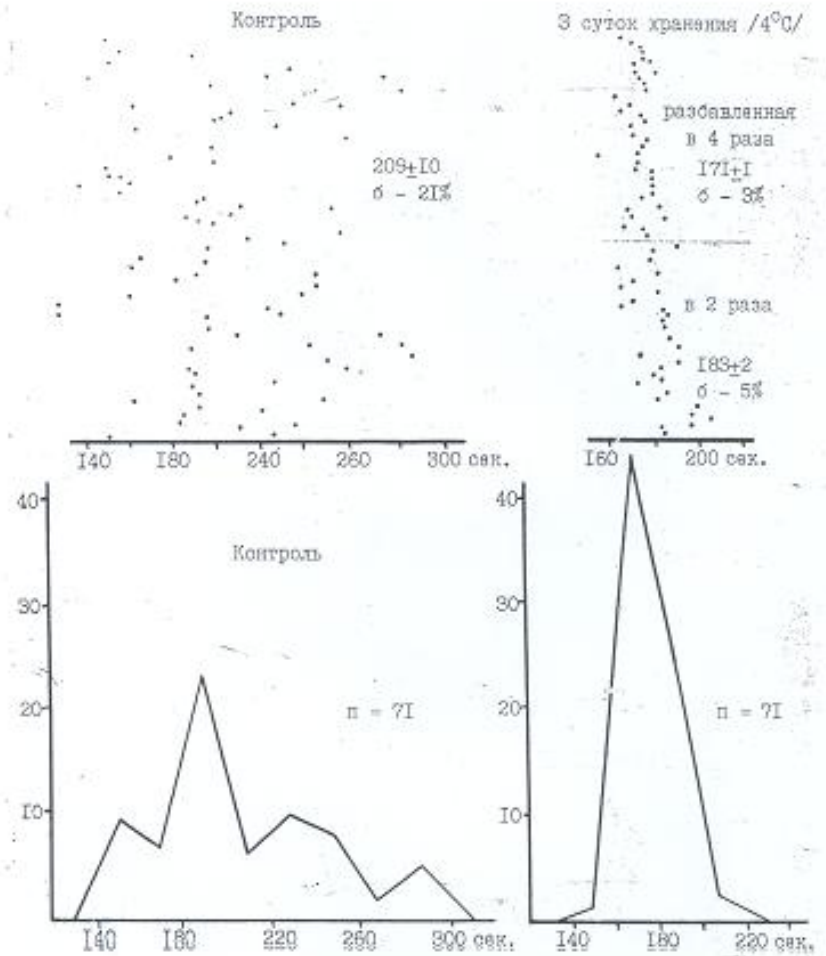 Контроль
3 суток хранения /4°C/
разбавленная
в 4 раза
171±1
б - 3%
209±10
б - 21%
в 2 раза
183±2
б - 5%
140 180 240 260 300 сек.
160 200 сек.
40
30
20
10
Контроль
п = 71
140 180 220 260 300 сек.
40
30
20
10
п = 71
140 180 220 сек.